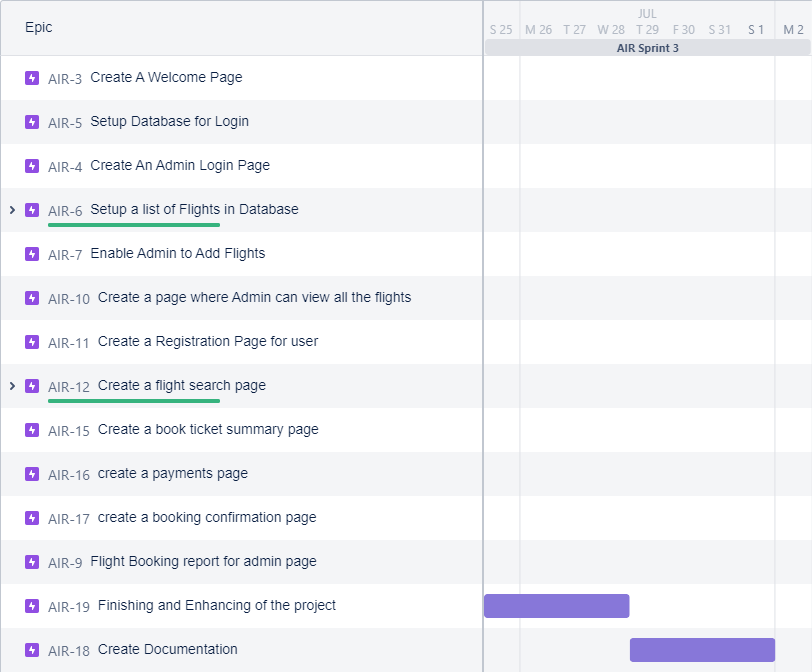 Epic
JUL
S 25 M 26 T 27 W 28 T 29 F 30 S 31 S 1 M 2
AIR Sprint 3
AIR-3 Create A Welcome Page
AIR-5 Setup Database for Login
AIR-4 Create An Admin Login Page
AIR-6 Setup a list of Flights in Database
AIR-7 Enable Admin to Add Flights
AIR-10 Create a page where Admin can view all the flights
AIR-11 Create a Registration Page for user
AIR-12 Create a flight search page
AIR-15 Create a book ticket summary page
AIR-16 create a payments page
AIR-17 create a booking confirmation page
AIR-9 Flight Booking report for admin page
AIR-19 Finishing and Enhancing of the project
AIR-18 Create Documentation